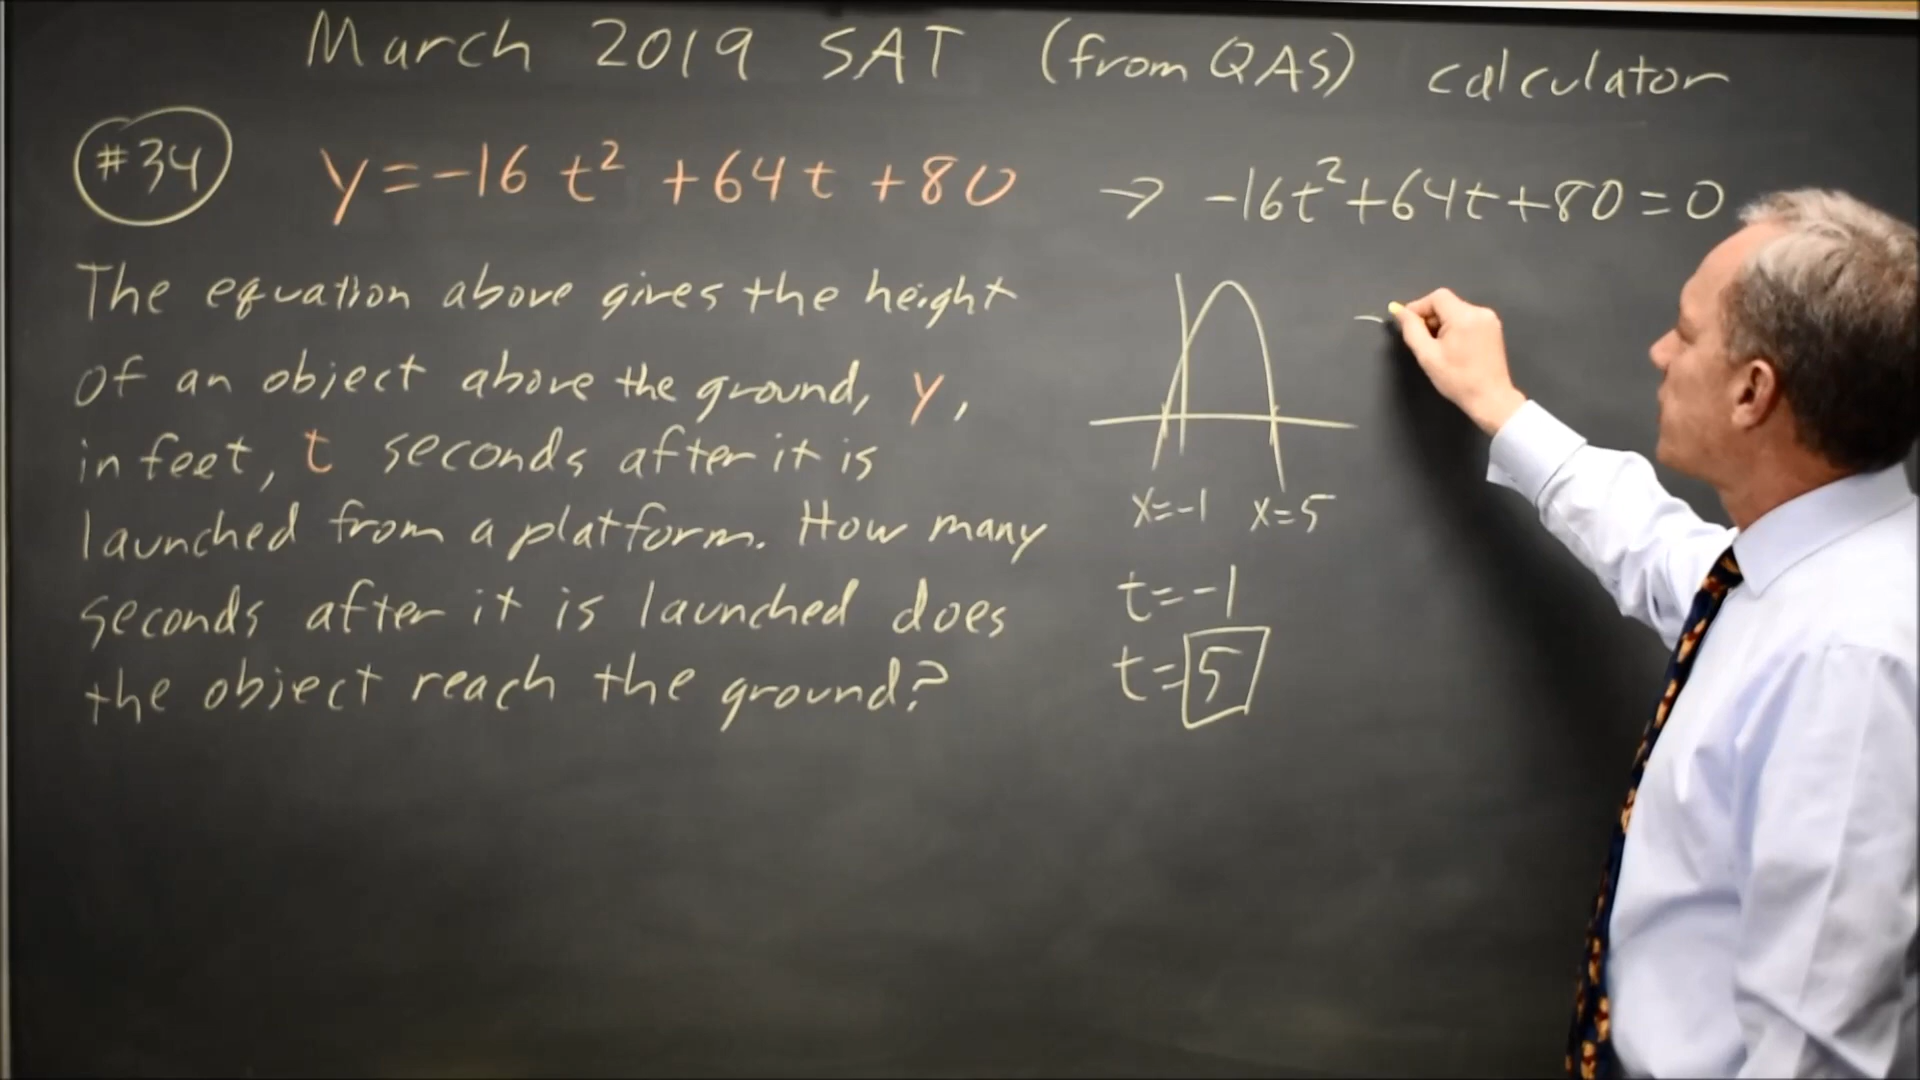 March 2019 SAT (from QAS) calculator
#34 y=-16t²+64t+80 → -16t²+64t+80=0
The equation above gives the height
of an object above the ground, y,
in feet, t seconds after it is
launched from a platform. How many
seconds after it is launched does
the object reach the ground?
x=-1 x=5
t=-1
t=5
-